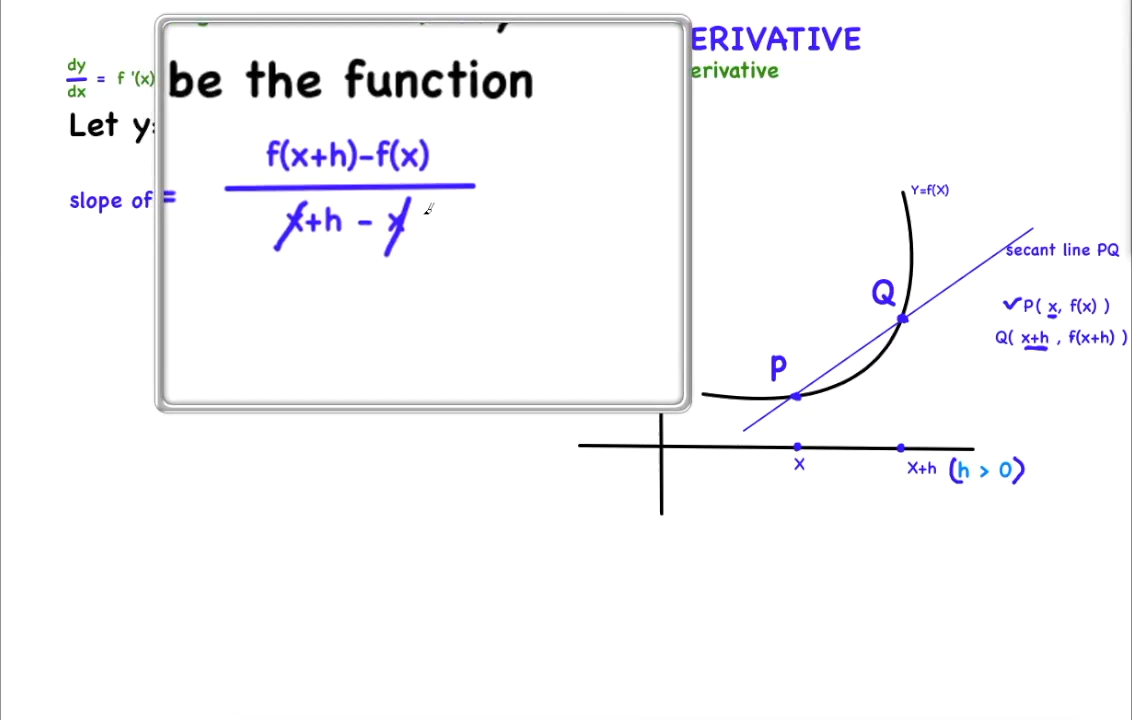 ERIVATIVE
erivative
dy
dx
= f '(x)
be the function
Let y
f(x+h)-f(x)
slope of =
x+h - x
Y=f(X)
secant line PQ
Q
✓P( x, f(x) )
Q( x+h , f(x+h) )
P
X
X+h (h > 0)